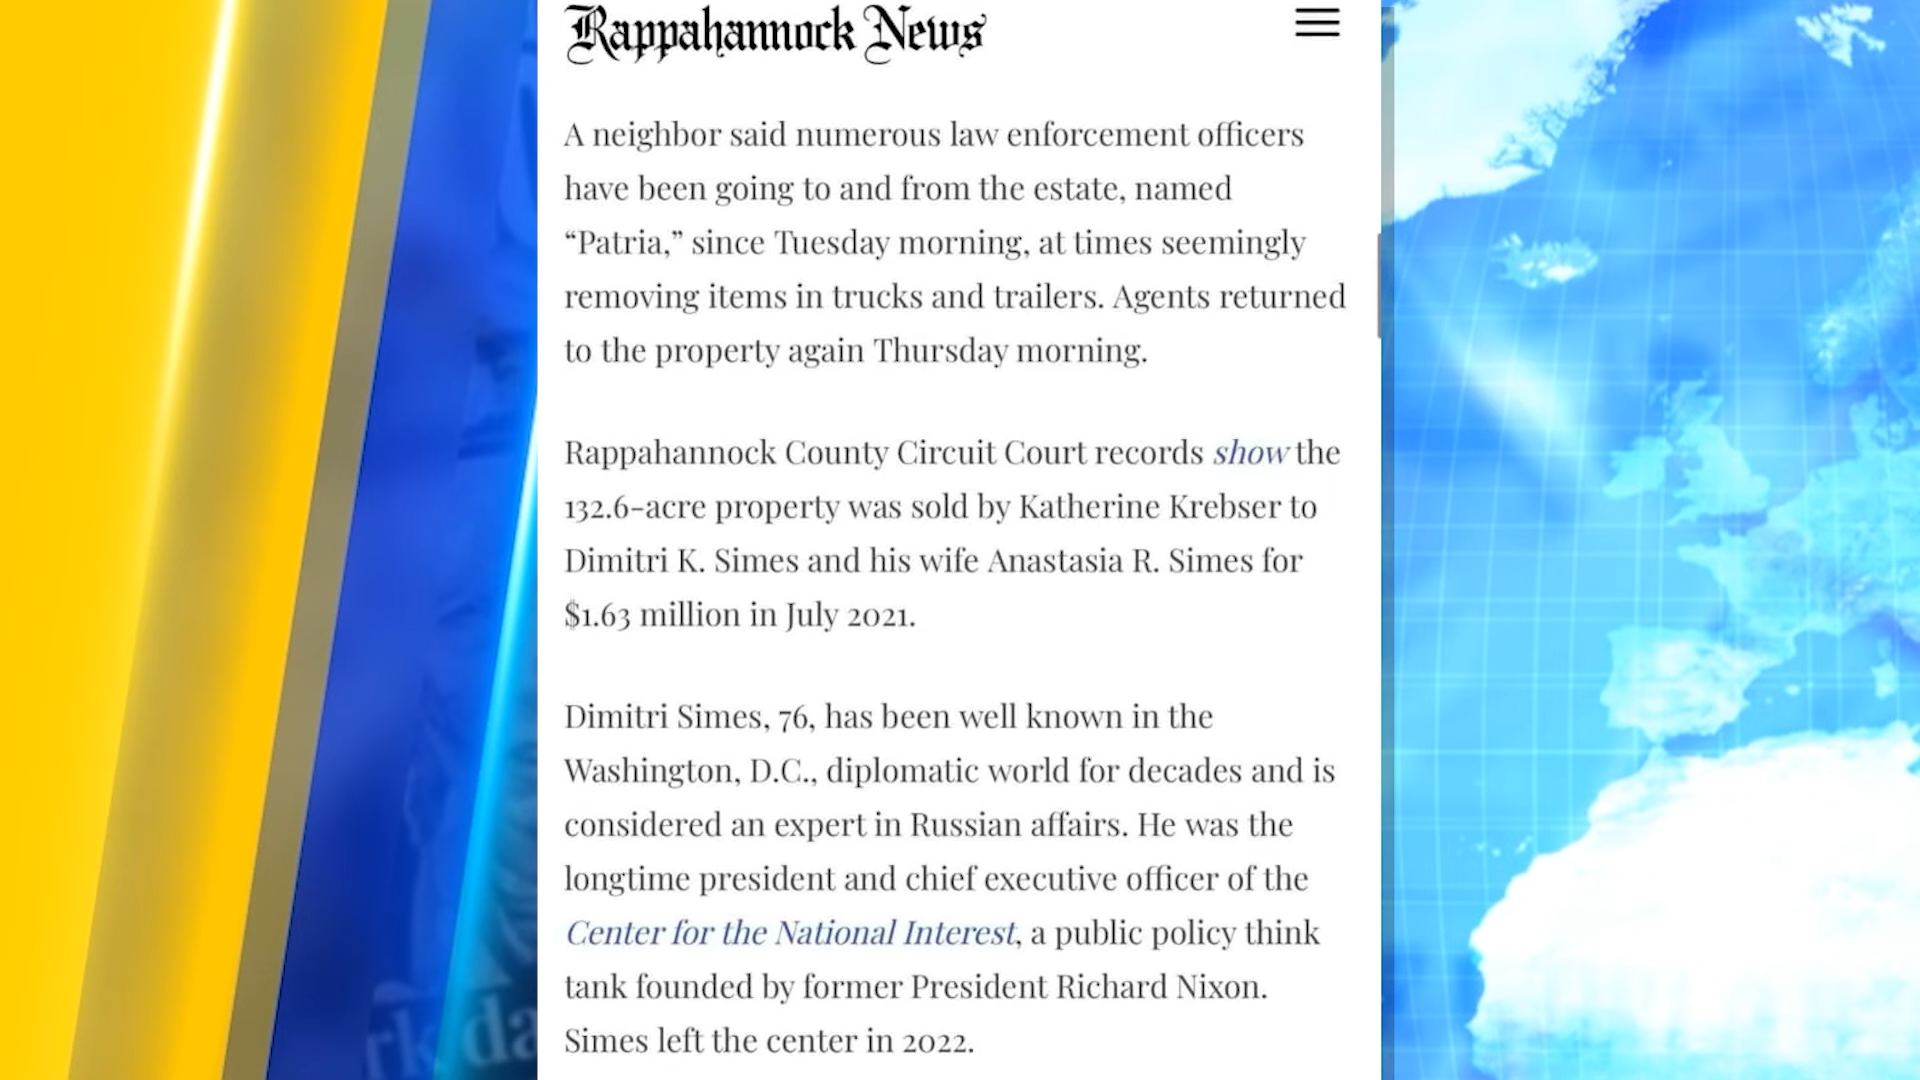 Rappahannock News
A neighbor said numerous law enforcement officers
have been going to and from the estate, named
“Patria,” since Tuesday morning, at times seemingly
removing items in trucks and trailers. Agents returned
to the property again Thursday morning.
Rappahannock County Circuit Court records show the
132.6-acre property was sold by Katherine Krebser to
Dimitri K. Simes and his wife Anastasia R. Simes for
$1.63 million in July 2021.
Dimitri Simes, 76, has been well known in the
Washington, D.C., diplomatic world for decades and is
considered an expert in Russian affairs. He was the
longtime president and chief executive officer of the
Center for the National Interest, a public policy think
tank founded by former President Richard Nixon.
Simes left the center in 2022.